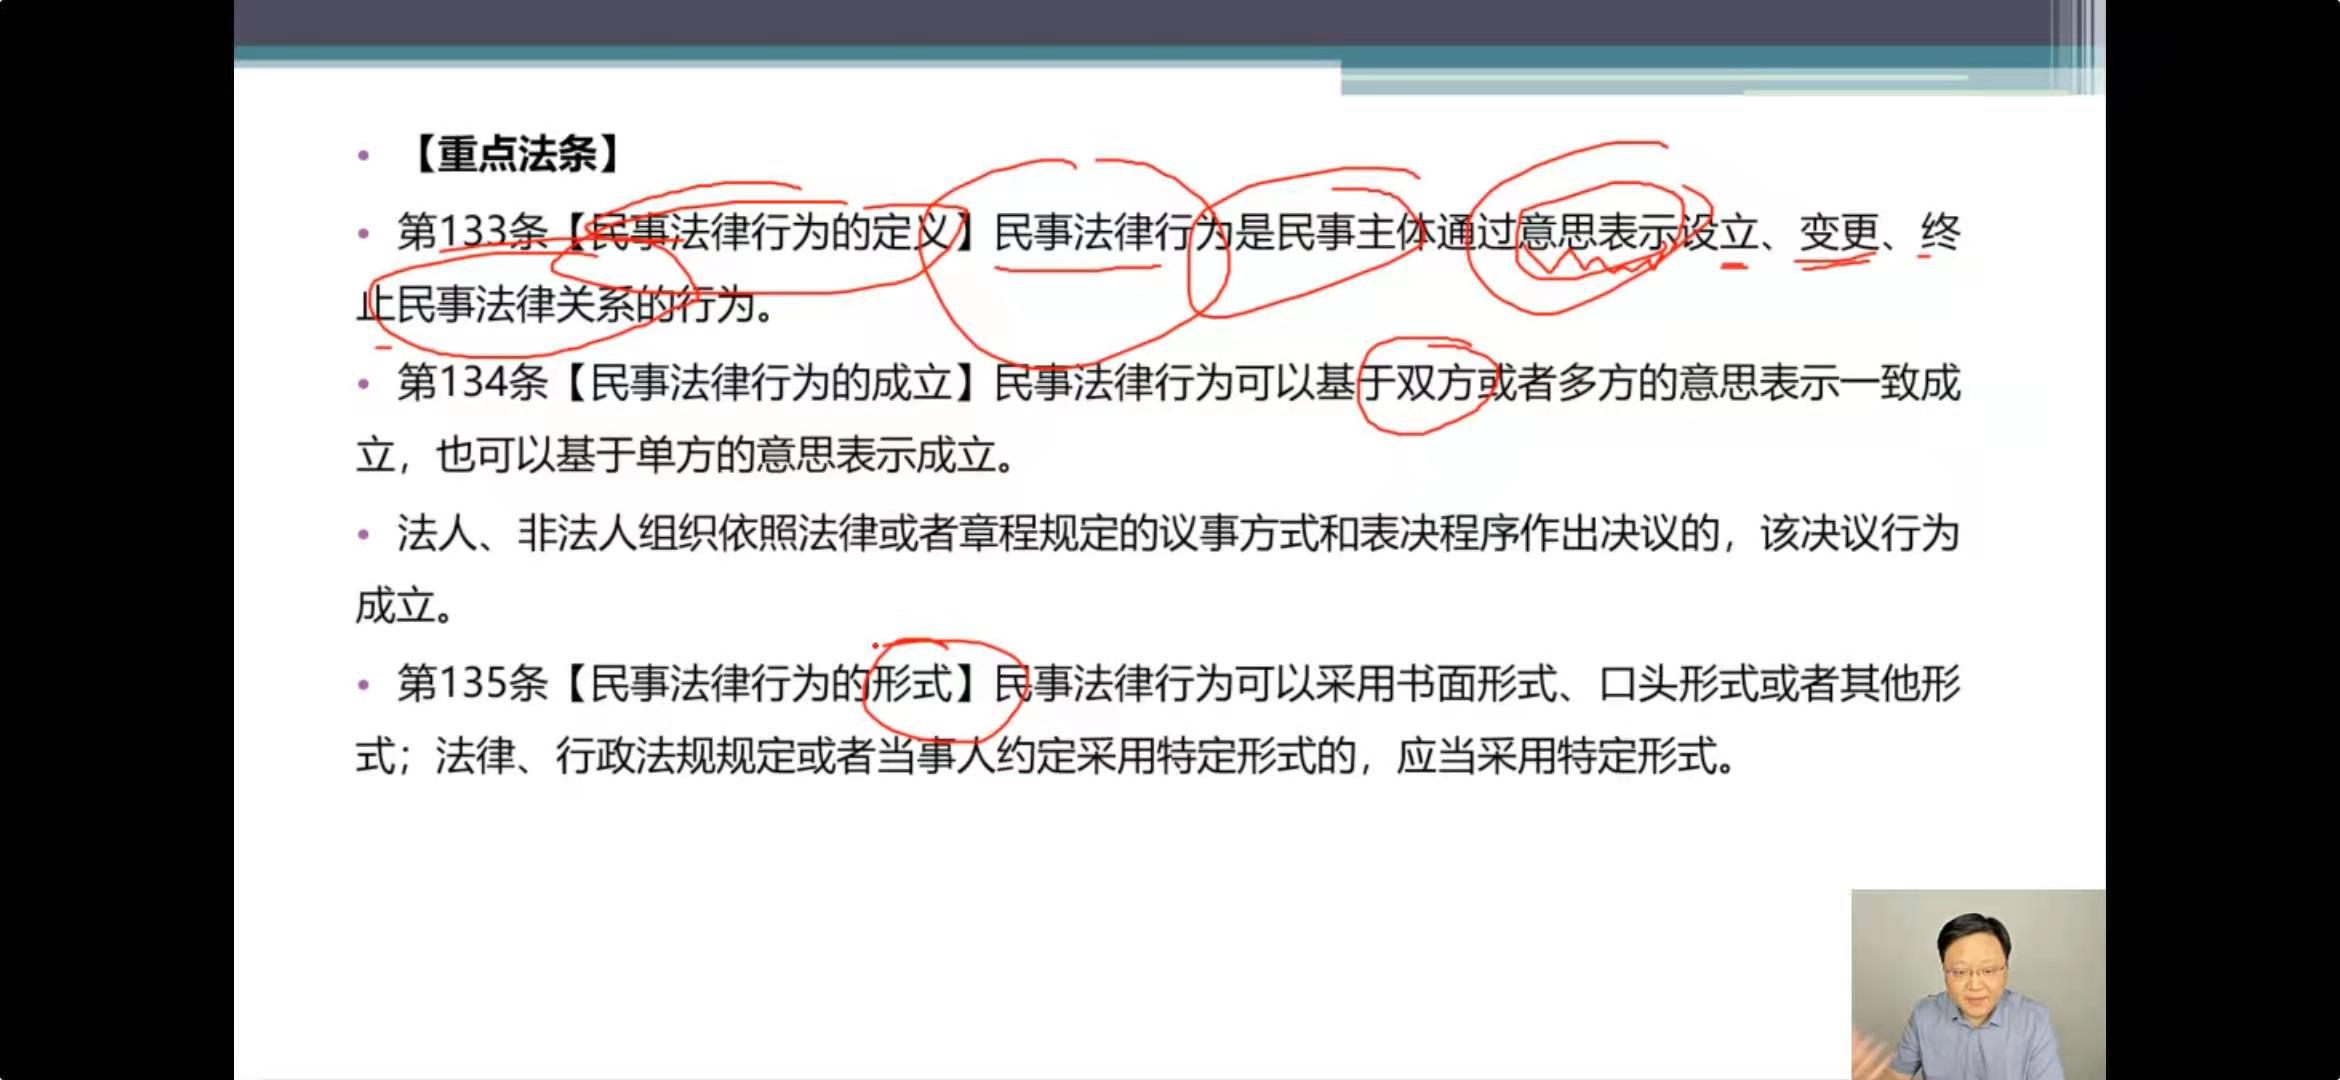 【重点法条】
第133条【民事法律行为的定义】民事法律行为是民事主体通过意思表示设立、变更、终
止民事法律关系的行为。
第134条【民事法律行为的成立】民事法律行为可以基于双方或者多方的意思表示一致成
立，也可以基于单方的意思表示成立。
法人、非法人组织依照法律或者章程规定的议事方式和表决程序作出决议的，该决议行为
成立。
第135条【民事法律行为的形式】民事法律行为可以采用书面形式、口头形式或者其他形
式；法律、行政法规规定或者当事人约定采用特定形式的，应当采用特定形式。